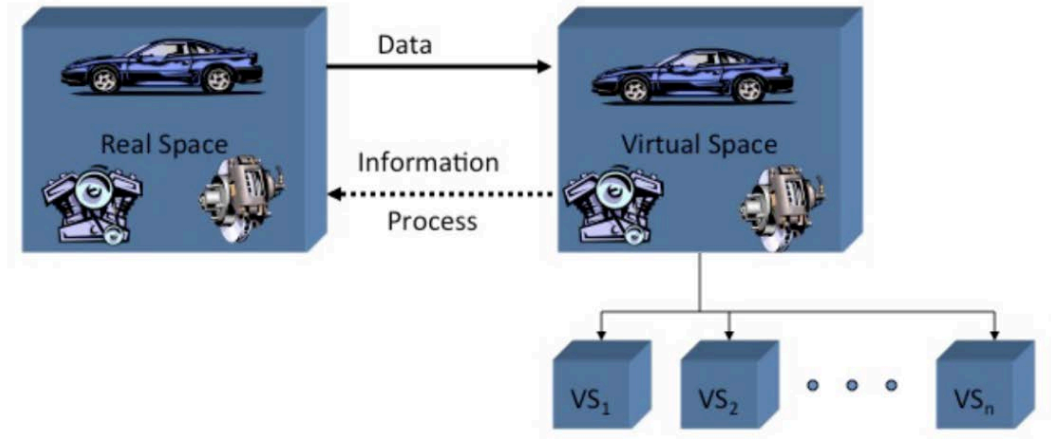 Data
Real Space
Virtual Space
Information
Process
VS₁
VS₂
VSₙ